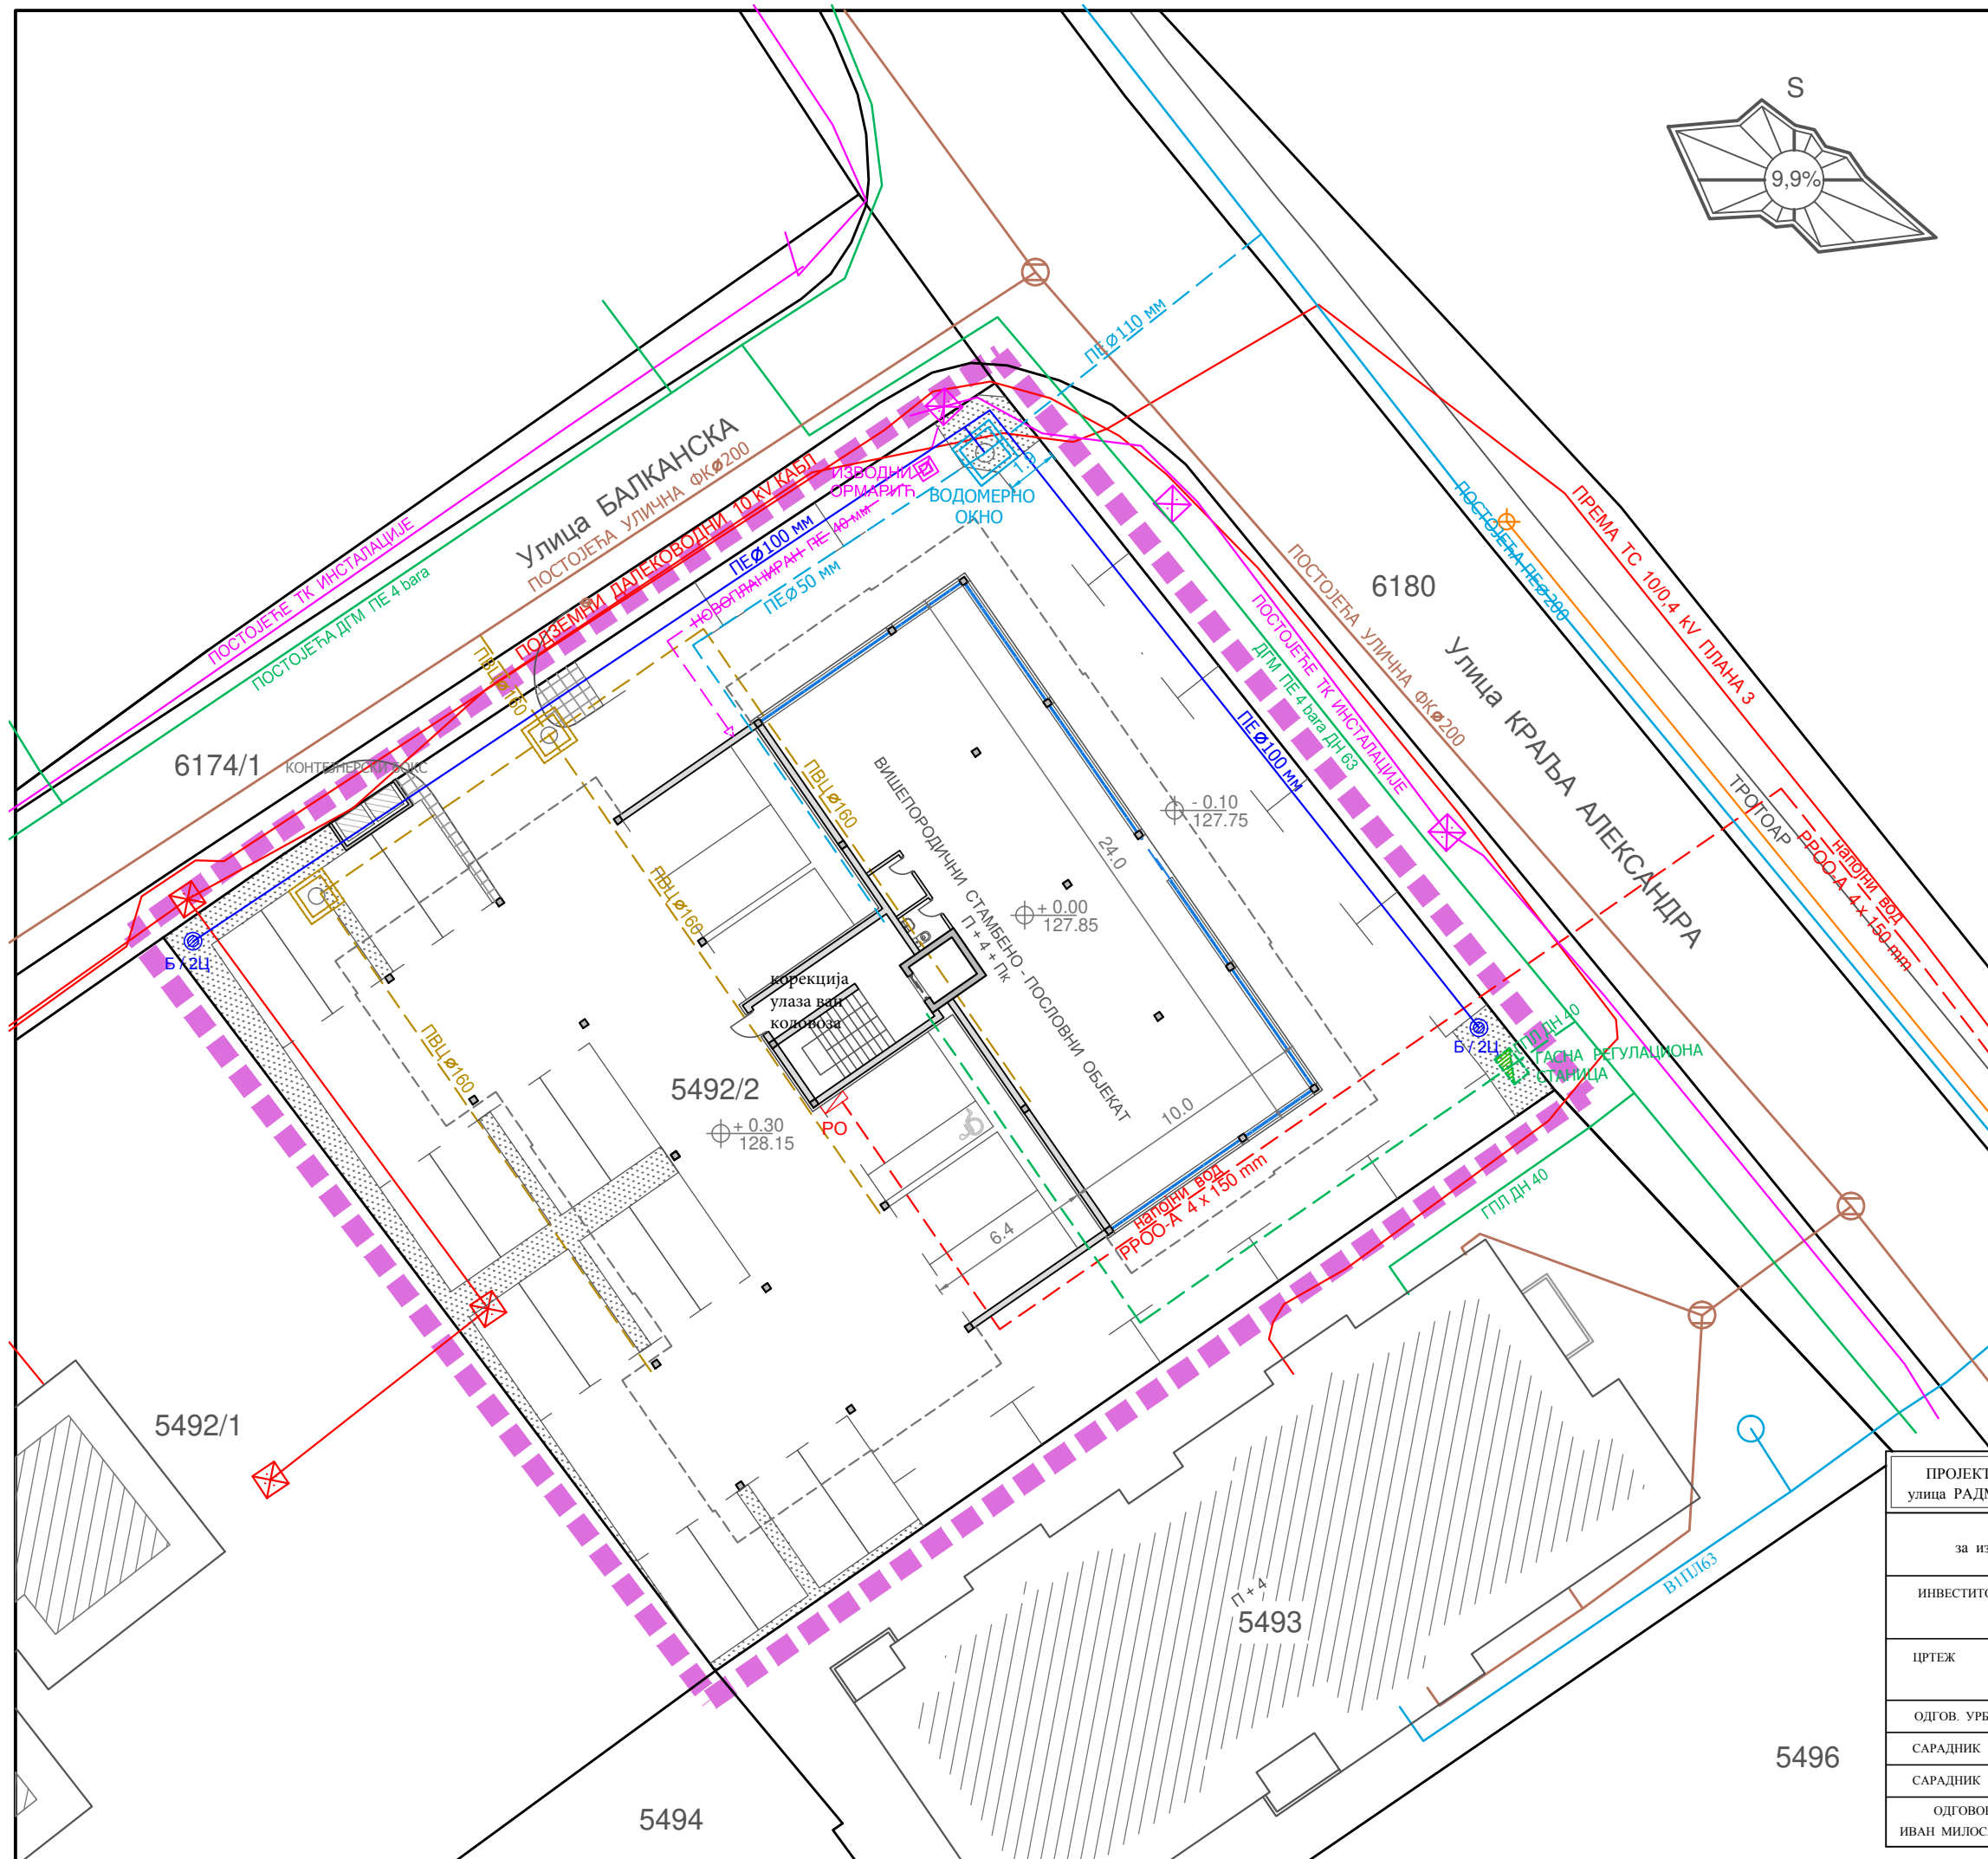 S
9,9%
ПЕØ110 мм
Улица БАЛКАНСКА
ПОСТОЈЕЋА УЛИЧНА ФКØ200
ПОСТОЈЕЋЕ ТК ИНСТАЛАЦИЈЕ
ПОСТОЈЕЋА ДГМ ПЕ 4 bara
ПОДЗЕМНИ ДАЛЕКОВОДНИ 10 KV КАБЛ
ИЗВОДНИ
ОРМАРИЋ
1.9
ВОДОМЕРНО
ОКНО
ПЕØ100 мм
НОВОПЛАНИРАН ПЕ 40 мм
ПЕØ50 мм
ПОСТОЈЕЋА ПЕØ200
ПРЕМА ТС 10/0,4 KV ПЛАНА 3
6180
Улица КРАЉА АЛЕКСАНДРА
ПОСТОЈЕЋА УЛИЧНА ФКØ200
ПОСТОЈЕЋЕ ТК ИНСТАЛАЦИЈЕ
ДГМ ПЕ 4 bara ДН 63
ПЕØ100 мм
ТРОТОАР
напојни вод
РРОО-А 4 x 150 mm
6174/1
КОНТЕЈНЕРСКИ БОКС
ПВЦØ160
ПВЦØ160
ПВЦØ160
ПВЦØ160
ВИШЕПОРОДИЧНИ СТАМБЕНО - ПОСЛОВНИ ОБЈЕКАТ
П + 4 + Пк
- 0.10
127.75
24.0
+ 0.00
127.85
Б / 2Ц
корекција
улаза ван
коловоза
Б / 2Ц
ГПЛ ДН 40
ГАСНА РЕГУЛАЦИОНА
СТАНИЦА
5492/2
+ 0.30
128.15
РО
10.0
6.4
напојни вод
РРОО-А 4 x 150 mm
ГПЛ ДН 40
5492/1
П + 4
5493
В1ПЛ63
5494
5496
ПРОЈЕКТ
улица РАДМ
за из
ИНВЕСТИТО
ЦРТЕЖ
ОДГОВ. УРБ
САРАДНИК
САРАДНИК
ОДГОВОР
ИВАН МИЛОС